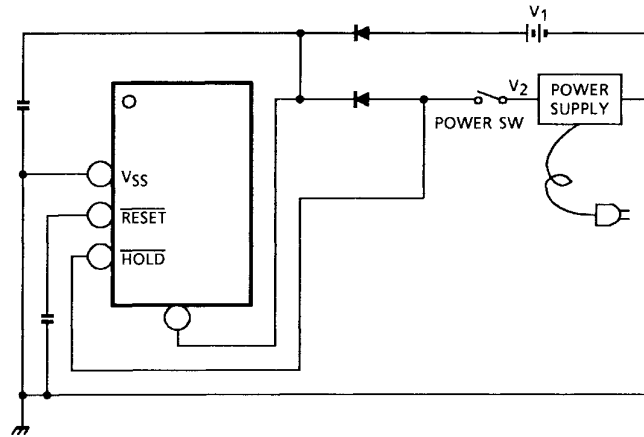 V1
V2
POWER SW
POWER
SUPPLY
VSS
RESET
HOLD